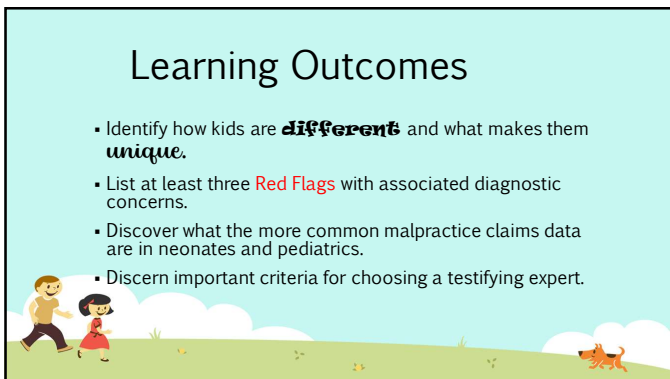 Learning Outcomes
▪ Identify how kids are different and what makes them
unique.
▪ List at least three Red Flags with associated diagnostic
concerns.
▪ Discover what the more common malpractice claims data
are in neonates and pediatrics.
▪ Discern important criteria for choosing a testifying expert.